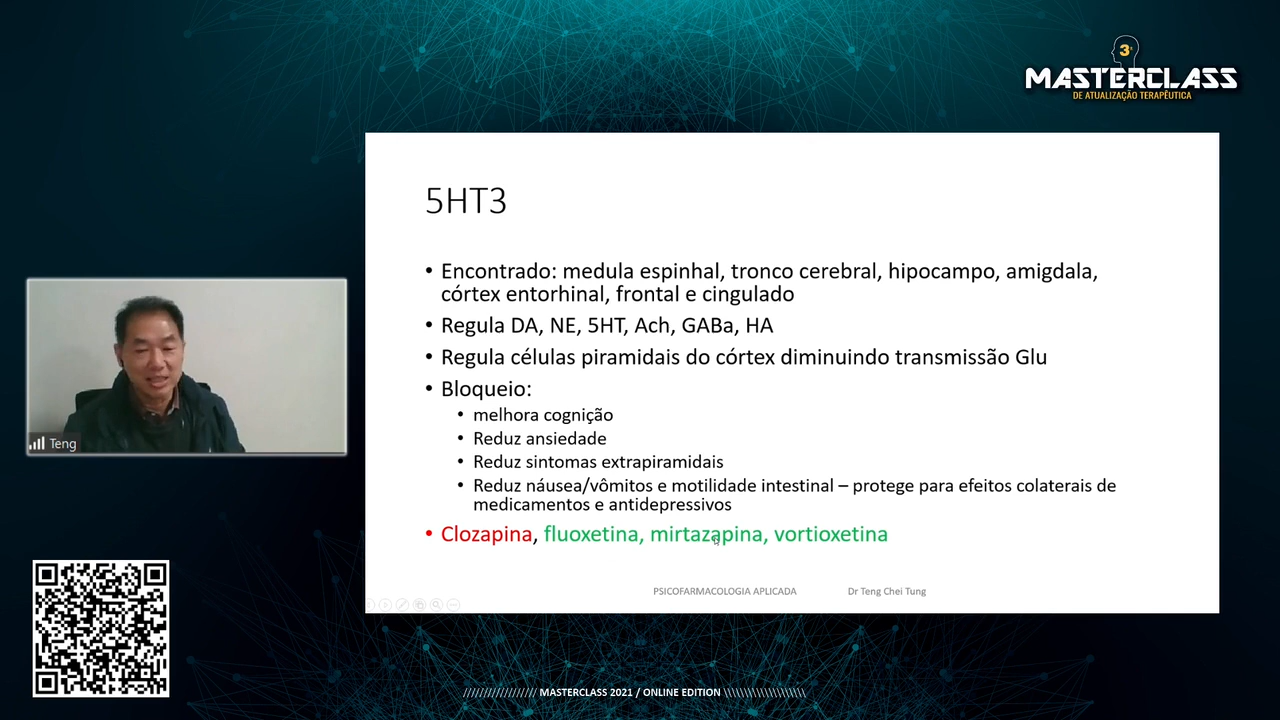 3ª
MASTERCLASS
DE ATUALIZAÇÃO TERAPÊUTICA
5HT3
• Encontrado: medula espinhal, tronco cerebral, hipocampo, amigdala,
córtex entorhinal, frontal e cingulado
• Regula DA, NE, 5HT, Ach, GABa, HA
• Regula células piramidais do córtex diminuindo transmissão Glu
• Bloqueio:
• melhora cognição
• Reduz ansiedade
• Reduz sintomas extrapiramidais
• Reduz náusea/vômitos e motilidade intestinal – protege para efeitos colaterais de
medicamentos e antidepressivos
• Clozapina, fluoxetina, mirtazapina, vortioxetina
PSICOFARMACOLOGIA APLICADA Dr Teng Chei Tung
Teng
////////////////// MASTERCLASS 2021 / ONLINE EDITION \\\\\\\\\\\\\\\\\\\\